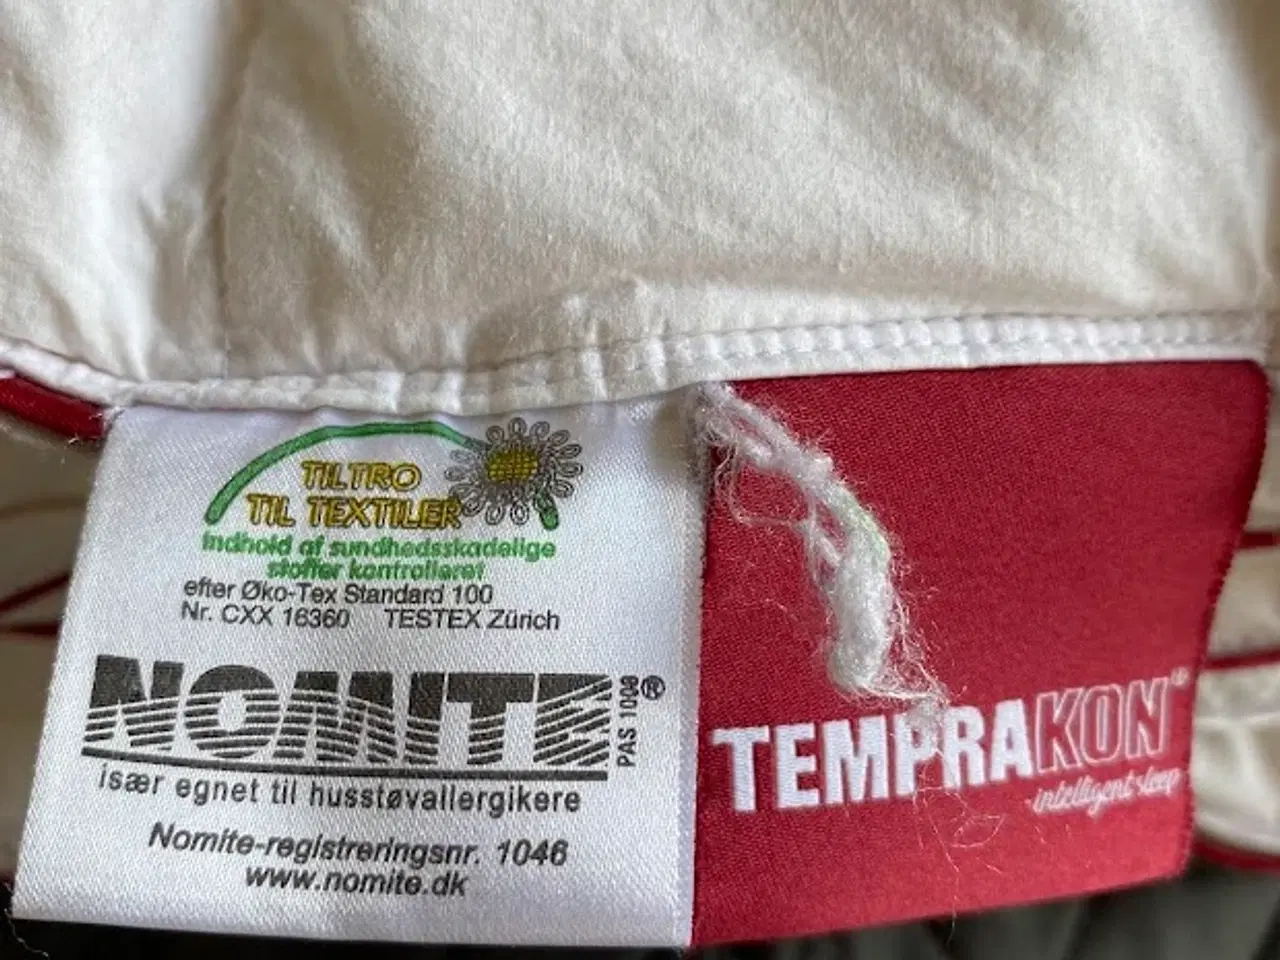 TILTRO
TIL TEXTILER
Indhold af sundhedsskadelige
stoffer kontrolleret
efter Øko-Tex Standard 100
Nr. CXX 16360 TESTEX Zürich
NOMITE®
PAS 1008
især egnet til husstøvallergikere
Nomite-registreringsnr. 1046
www.nomite.dk
TEMPRAKON®
intelligent sleep